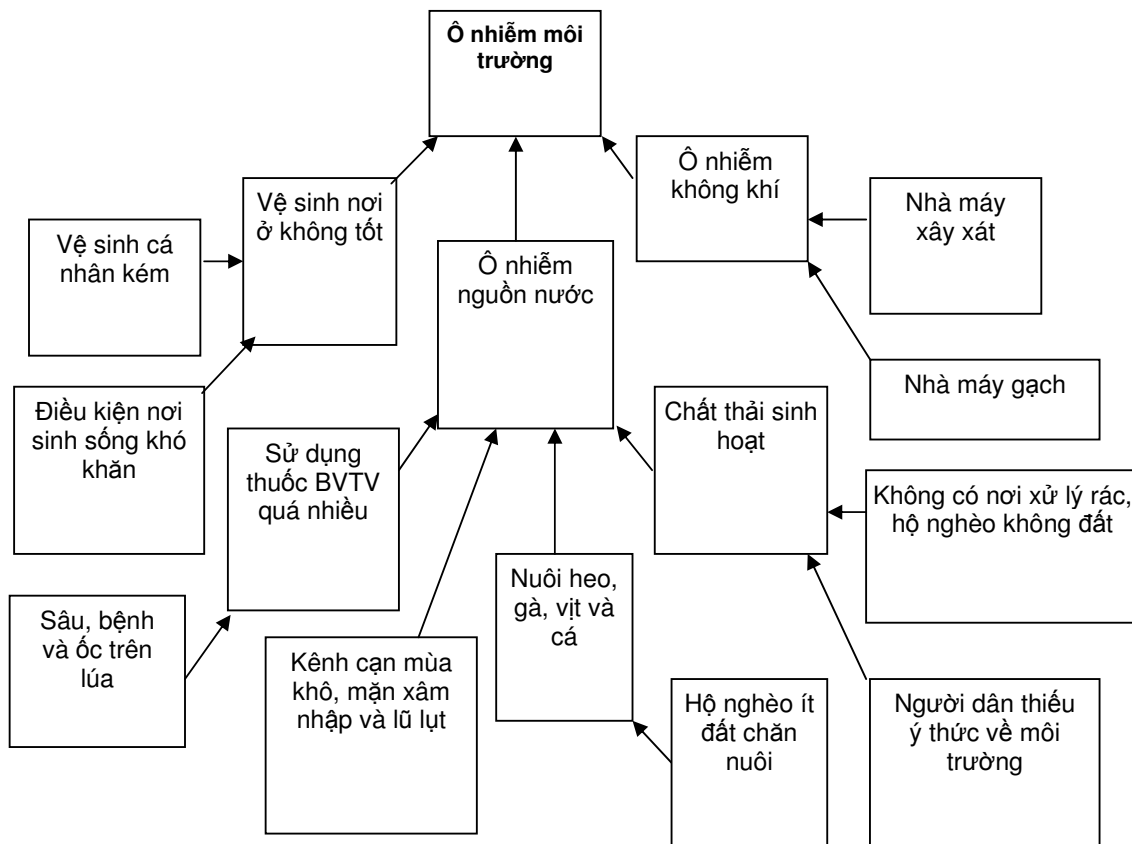 Ô nhiễm môi
trường
Ô nhiễm
không khí
Vệ sinh nơi
ở không tốt
Nhà máy
xây xát
Vệ sinh cá
nhân kém
Ô nhiễm
nguồn nước
Nhà máy gạch
Điều kiện nơi
sinh sống khó
khăn
Chất thải sinh
hoạt
Sử dụng
thuốc BVTV
quá nhiều
Không có nơi xử lý rác,
hộ nghèo không đất
Nuôi heo,
gà, vịt và
cá
Sâu, bệnh
và ốc trên
lúa
Kênh cạn mùa
khô, mặn xâm
nhập và lũ lụt
Hộ nghèo ít
đất chăn
nuôi
Người dân thiếu
ý thức về môi
trường